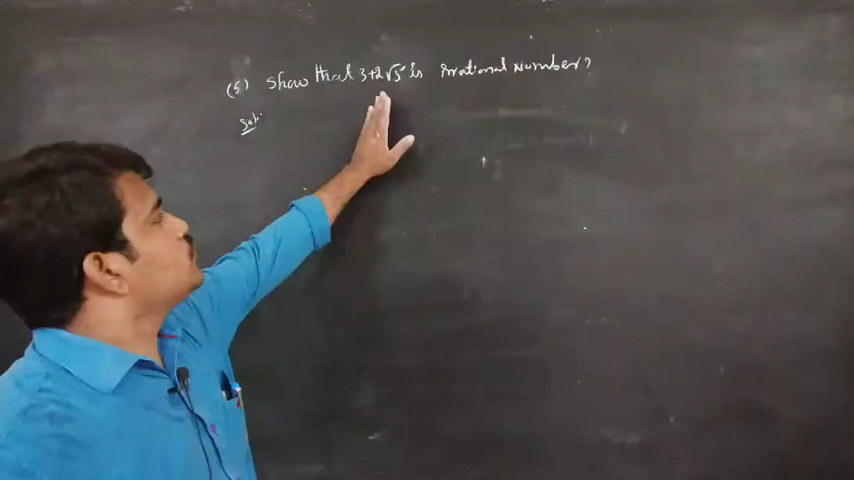 (5) Show that 3+2√5 is irrational number?
Sol: